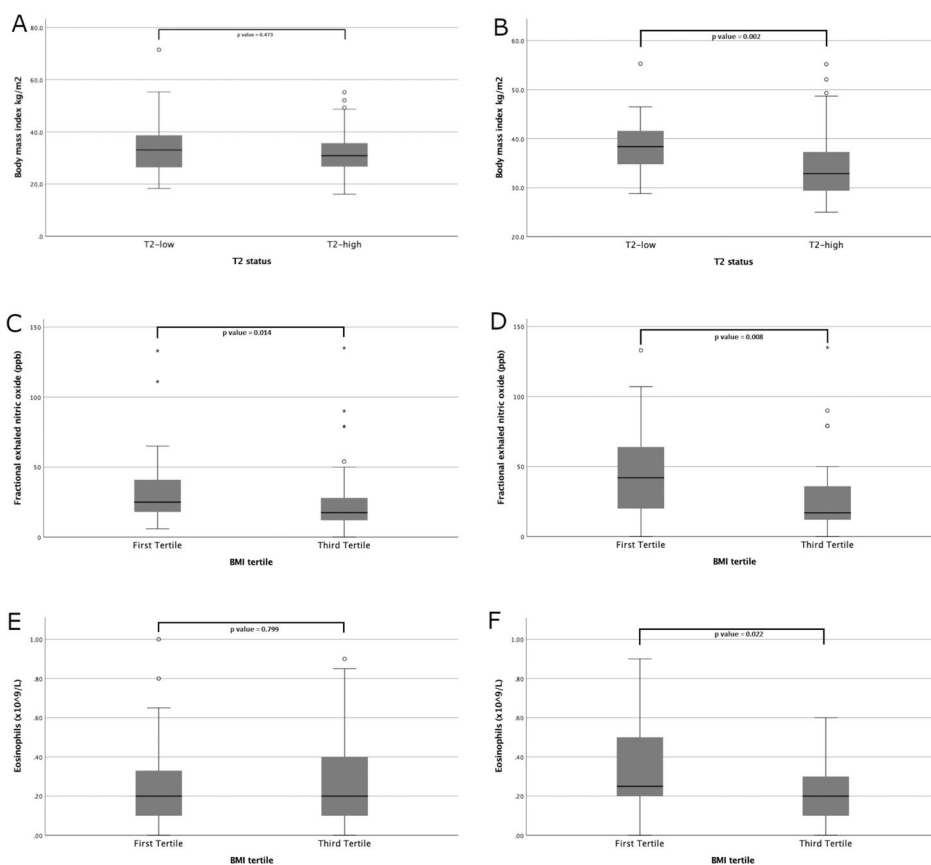 A
p value = 0.473
80.0
60.0
40.0
20.0
.0
Body mass index kg/m2
T2-low
T2-high
T2 status
B
p value = 0.002
60.0
50.0
40.0
30.0
20.0
Body mass index kg/m2
T2-low
T2-high
T2 status
C
p value = 0.014
150
100
50
0
Fractional exhaled nitric oxide (ppb)
First Tertile
Third Tertile
BMI tertile
D
p value = 0.008
150
100
50
0
Fractional exhaled nitric oxide (ppb)
First Tertile
Third Tertile
BMI tertile
E
p value = 0.799
1.00
.80
.60
.40
.20
.00
Eosinophils (x10^9/L)
First Tertile
Third Tertile
BMI tertile
F
p value = 0.022
1.00
.80
.60
.40
.20
.00
Eosinophils (x10^9/L)
First Tertile
Third Tertile
BMI tertile